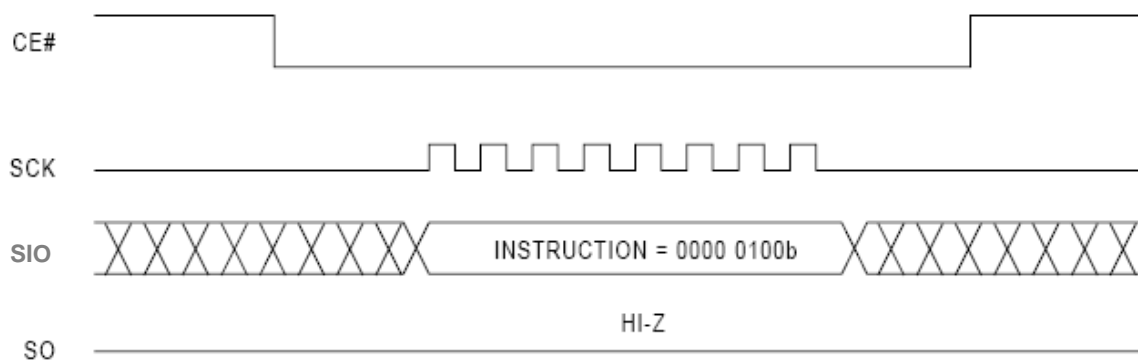 CE#
SCK
SIO
INSTRUCTION = 0000 0100b
HI-Z
SO